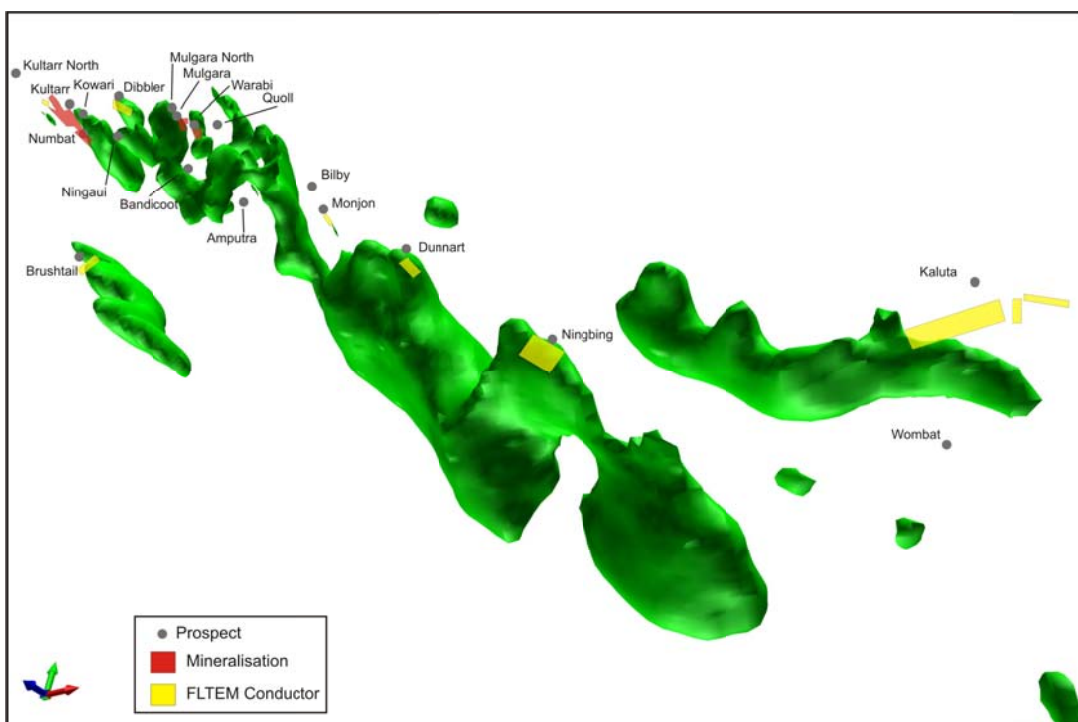 Mulgara North
Kultarr North
Mulgara
Kultarr
Kowari
Dibbler
Warabi
Quoll
Numbat
Ningaui
Bandicoot
Bilby
Monjon
Amputra
Dunnart
Brushtail
Kaluta
Ningbing
Wombat
Prospect
Mineralisation
FLTEM Conductor